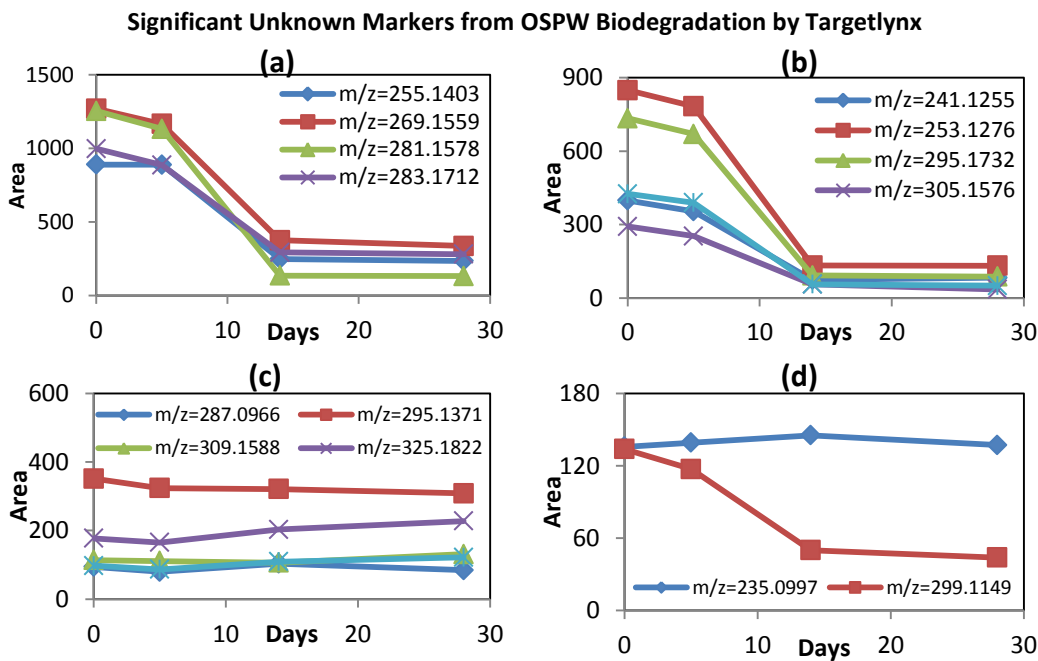 Significant Unknown Markers from OSPW Biodegradation by Targetlynx
(a)
1500
1000
500
0
Area
0
10
20
30
Days
m/z=255.1403
m/z=269.1559
m/z=281.1578
m/z=283.1712
(b)
900
600
300
0
Area
0
10
20
30
Days
m/z=241.1255
m/z=253.1276
m/z=295.1732
m/z=305.1576
(c)
600
400
200
0
Area
0
10
20
30
Days
m/z=287.0966
m/z=295.1371
m/z=309.1588
m/z=325.1822
(d)
180
120
60
0
Area
0
10
20
30
Days
m/z=235.0997
m/z=299.1149